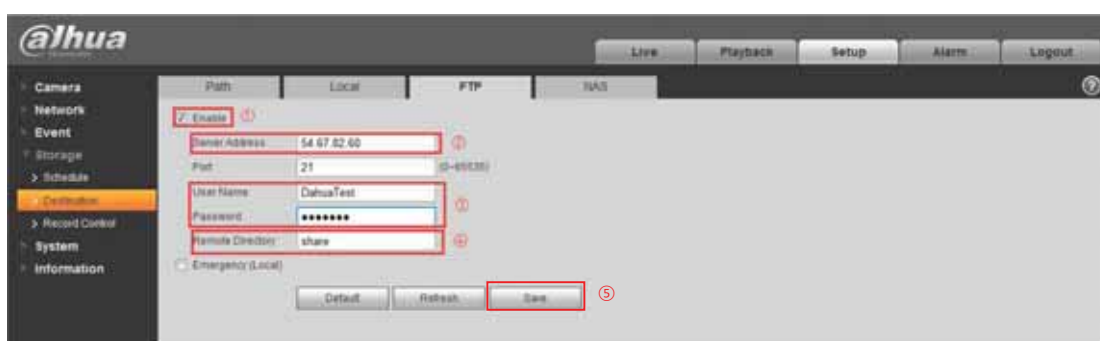 alhua
Live Playback Setup Alarm Logout
Camera
Network
Event
Storage
Schedule
Destination
Record Control
System
Information
Path Local FTP NAS
Enable ①
Server Address 54.67.82.60 ②
Port 21 (0~65535)
User Name DahuaTest
Password ●●●●●●● ③
Remote Directory share ④
Emergency (Local)
Default Refresh Save ⑤